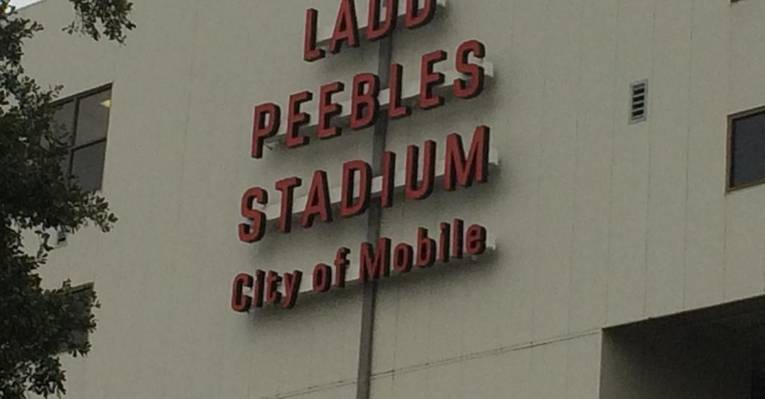 LADD
PEEBLES
STADIUM
City of Mobile